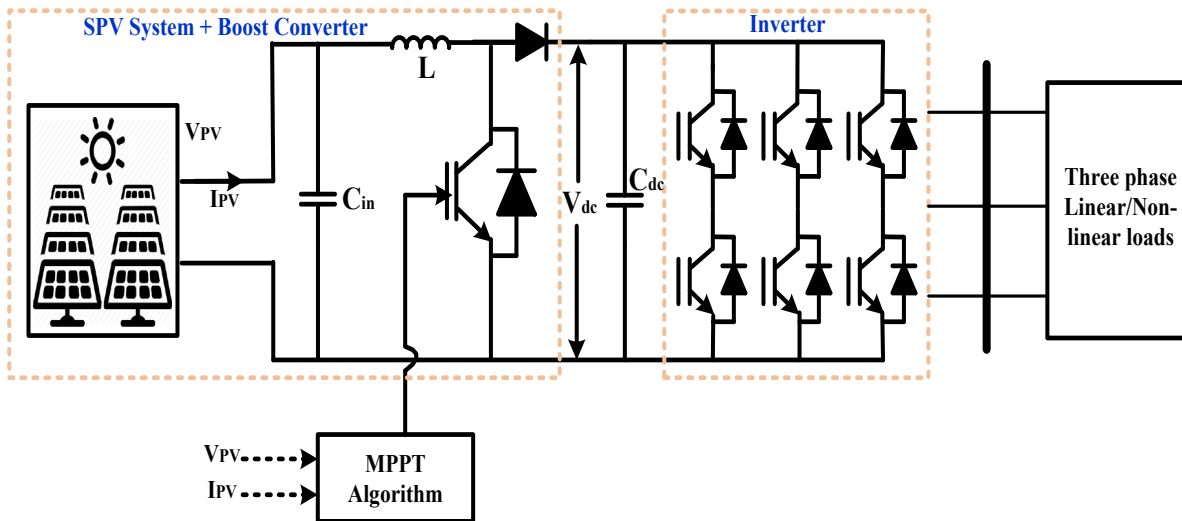 SPV System + Boost Converter
Inverter
L
VPV
IPV
Cin
Vdc
Cdc
Three phase
Linear/Non-
linear loads
VPV
IPV
MPPT
Algorithm